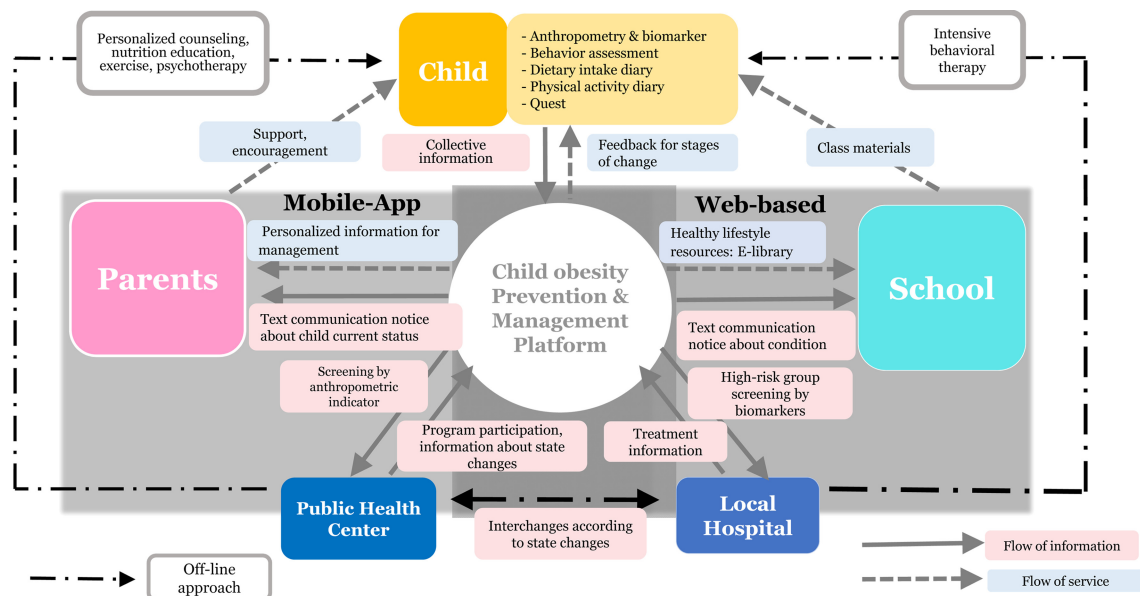 Personalized counseling,
nutrition education,
exercise, psychotherapy
Child
- Anthropometry & biomarker
- Behavior assessment
- Dietary intake diary
- Physical activity diary
- Quest
Intensive
behavioral
therapy
Support,
encouragement
Collective
information
Feedback for stages
of change
Class materials
Mobile-App
Web-based
Parents
Personalized information for
management
Child obesity
Prevention &
Management
Platform
Healthy lifestyle
resources: E-library
School
Text communication notice
about child current status
Text communication
notice about condition
Screening by
anthropometric
indicator
High-risk group
screening by
biomarkers
Program participation,
information about state
changes
Treatment
information
Public Health
Center
Interchanges according
to state changes
Local
Hospital
Off-line
approach
Flow of information
Flow of service